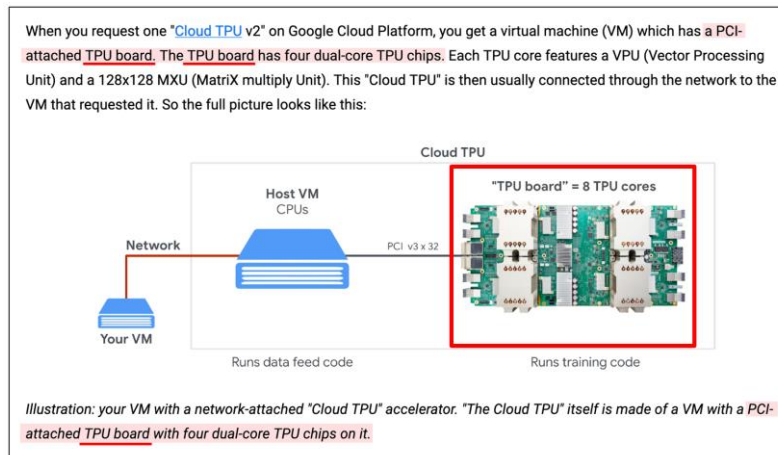 When you request one "Cloud TPU v2" on Google Cloud Platform, you get a virtual machine (VM) which has a PCI-
attached TPU board. The TPU board has four dual-core TPU chips. Each TPU core features a VPU (Vector Processing
Unit) and a 128x128 MXU (MatriX multiply Unit). This "Cloud TPU" is then usually connected through the network to the
VM that requested it. So the full picture looks like this:
Cloud TPU
Host VM
CPUs
"TPU board" = 8 TPU cores
Network
PCI v3 x 32
Your VM
Runs data feed code
Runs training code
Illustration: your VM with a network-attached "Cloud TPU" accelerator. "The Cloud TPU" itself is made of a VM with a PCI-
attached TPU board with four dual-core TPU chips on it.